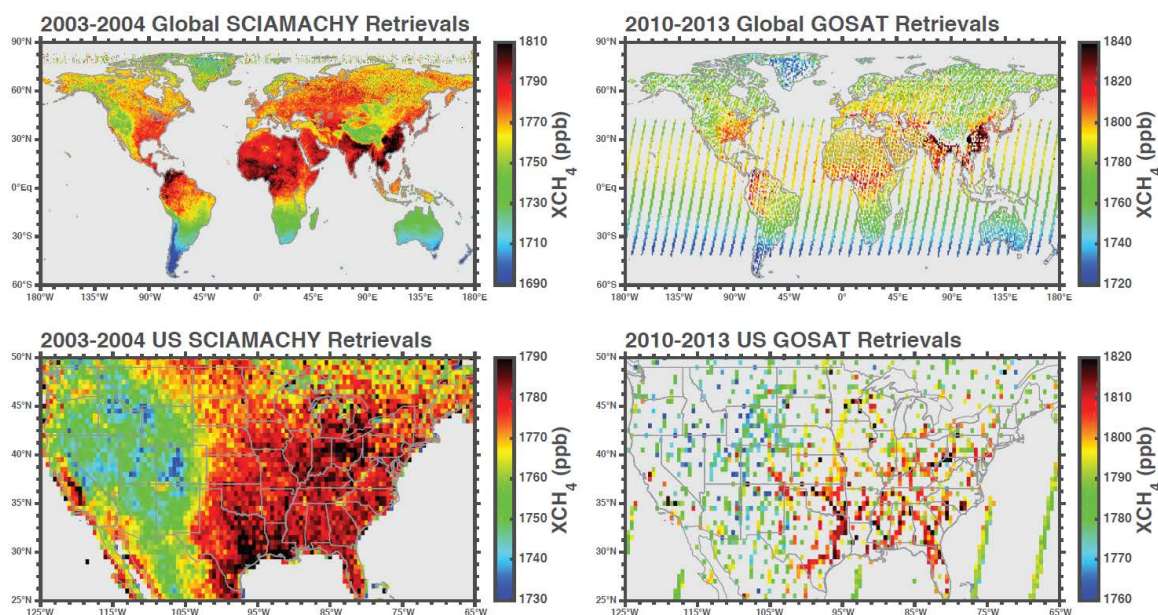 2003-2004 Global SCIAMACHY Retrievals
90°N
60°N
30°N
0°Eq
30°S
60°S
180°W 135°W 90°W 45°W 0° 45°E 90°E 135°E 180°E
1810
1790
1770
1750
1730
1710
1690
XCH₄ (ppb)
2010-2013 Global GOSAT Retrievals
90°N
60°N
30°N
0°Eq
30°S
60°S
180°W 135°W 90°W 45°W 0° 45°E 90°E 135°E 180°E
1840
1820
1800
1780
1760
1740
1720
XCH₄ (ppb)
2003-2004 US SCIAMACHY Retrievals
50°N
45°N
40°N
35°N
30°N
25°N
125°W 115°W 105°W 95°W 85°W 75°W 65°W
1790
1780
1770
1760
1750
1740
1730
XCH₄ (ppb)
2010-2013 US GOSAT Retrievals
50°N
45°N
40°N
35°N
30°N
25°N
125°W 115°W 105°W 95°W 85°W 75°W 65°W
1820
1810
1800
1790
1780
1770
1760
XCH₄ (ppb)